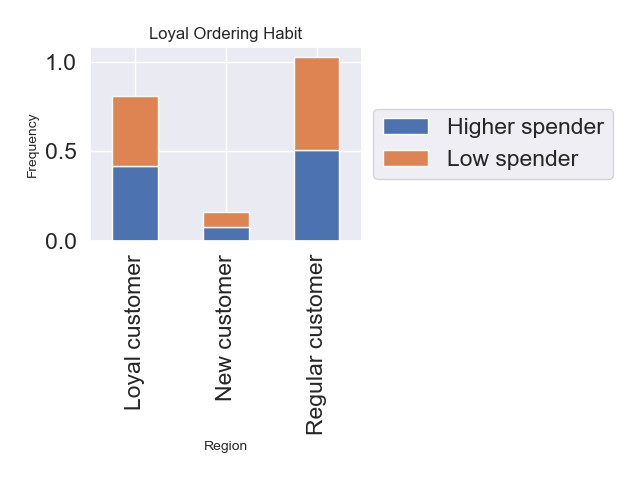 Loyal Ordering Habit
Frequency
1.0
0.5
0.0
Higher spender
Low spender
Loyal customer
New customer
Regular customer
Region